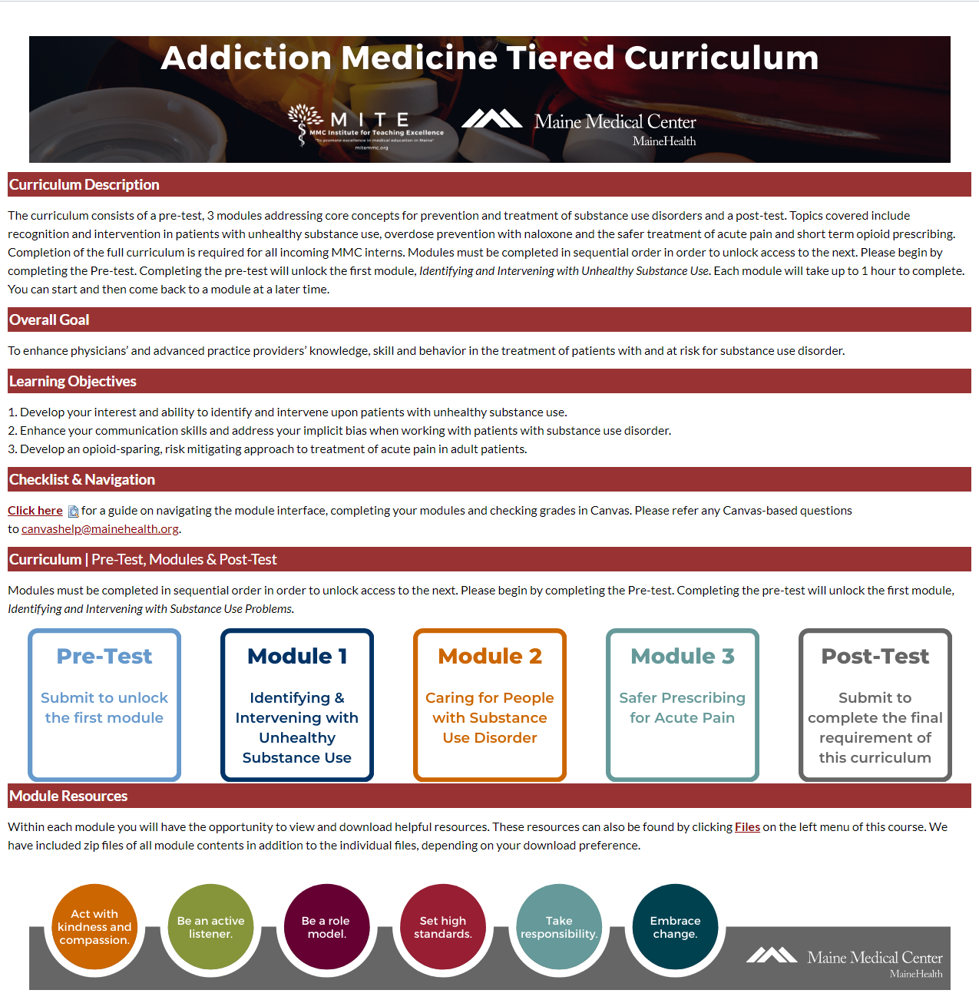 Addiction Medicine Tiered Curriculum
MITE
MMC Institute for Teaching Excellence
"To promote excellence in medical education in Maine"
mitemmc.org
Maine Medical Center
MaineHealth
Curriculum Description
The curriculum consists of a pre-test, 3 modules addressing core concepts for prevention and treatment of substance use disorders and a post-test. Topics covered include
recognition and intervention in patients with unhealthy substance use, overdose prevention with naloxone and the safer treatment of acute pain and short term opioid prescribing.
Completion of the full curriculum is required for all incoming MMC interns. Modules must be completed in sequential order in order to unlock access to the next. Please begin by
completing the Pre-test. Completing the pre-test will unlock the first module, Identifying and Intervening with Unhealthy Substance Use. Each module will take up to 1 hour to complete.
You can start and then come back to a module at a later time.
Overall Goal
To enhance physicians’ and advanced practice providers’ knowledge, skill and behavior in the treatment of patients with and at risk for substance use disorder.
Learning Objectives
1. Develop your interest and ability to identify and intervene upon patients with unhealthy substance use.
2. Enhance your communication skills and address your implicit bias when working with patients with substance use disorder.
3. Develop an opioid-sparing, risk mitigating approach to treatment of acute pain in adult patients.
Checklist & Navigation
Click here for a guide on navigating the module interface, completing your modules and checking grades in Canvas. Please refer any Canvas-based questions
to canvashelp@mainehealth.org.
Curriculum | Pre-Test, Modules & Post-Test
Modules must be completed in sequential order in order to unlock access to the next. Please begin by completing the Pre-test. Completing the pre-test will unlock the first module,
Identifying and Intervening with Substance Use Problems.
Pre-Test
Submit to unlock
the first module
Module 1
Identifying &
Intervening with
Unhealthy
Substance Use
Module 2
Caring for People
with Substance
Use Disorder
Module 3
Safer Prescribing
for Acute Pain
Post-Test
Submit to
complete the final
requirement of
this curriculum
Module Resources
Within each module you will have the opportunity to view and download helpful resources. These resources can also be found by clicking Files on the left menu of this course. We
have included zip files of all module contents in addition to the individual files, depending on your download preference.
Act with
kindness and
compassion.
Be an active
listener.
Be a role
model.
Set high
standards.
Take
responsibility.
Embrace
change.
Maine Medical Center
MaineHealth